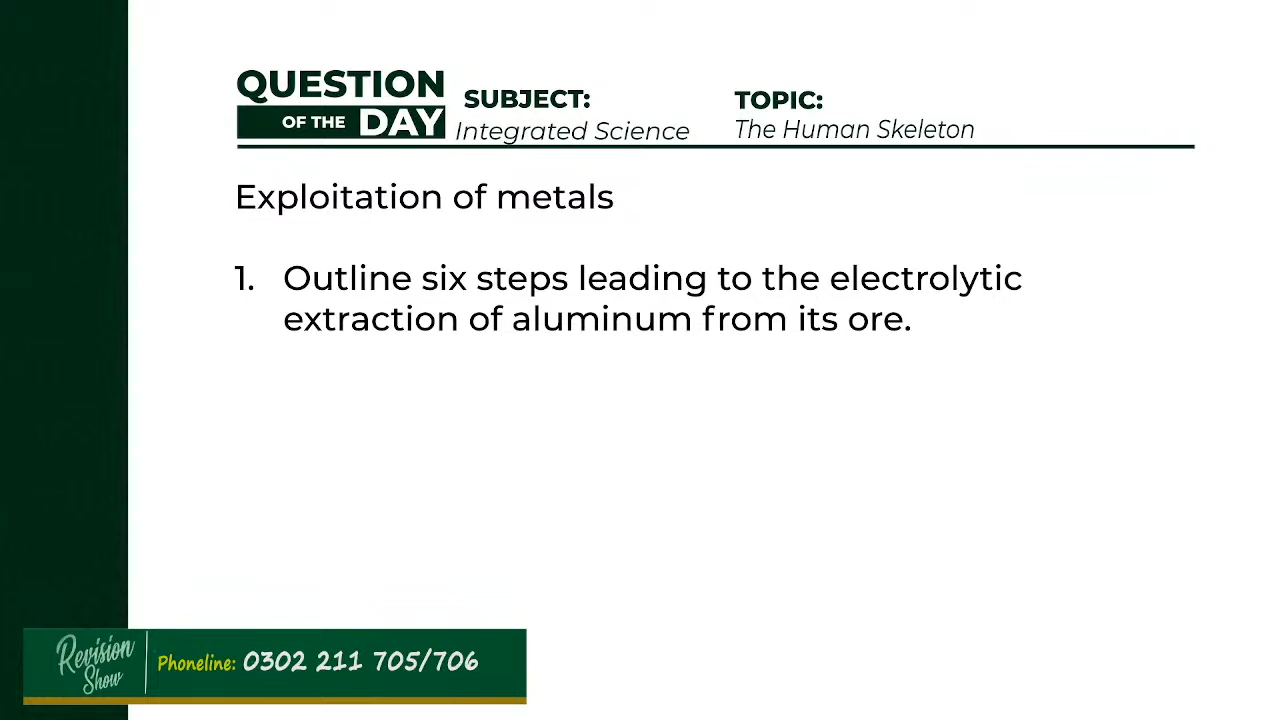 QUESTION
OF THE DAY
SUBJECT:
Integrated Science
TOPIC:
The Human Skeleton
Exploitation of metals
1. Outline six steps leading to the electrolytic
extraction of aluminum from its ore.
Revision
Show
Phoneline: 0302 211 705/706